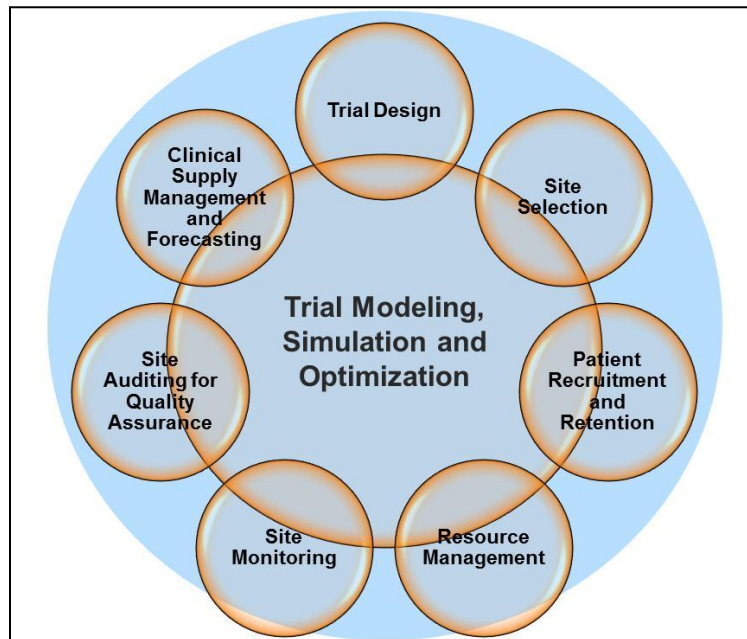 Trial Design
Clinical
Supply
Management
and
Forecasting
Site
Selection
Trial Modeling,
Simulation and
Optimization
Site
Auditing for
Quality
Assurance
Patient
Recruitment
and
Retention
Site
Monitoring
Resource
Management